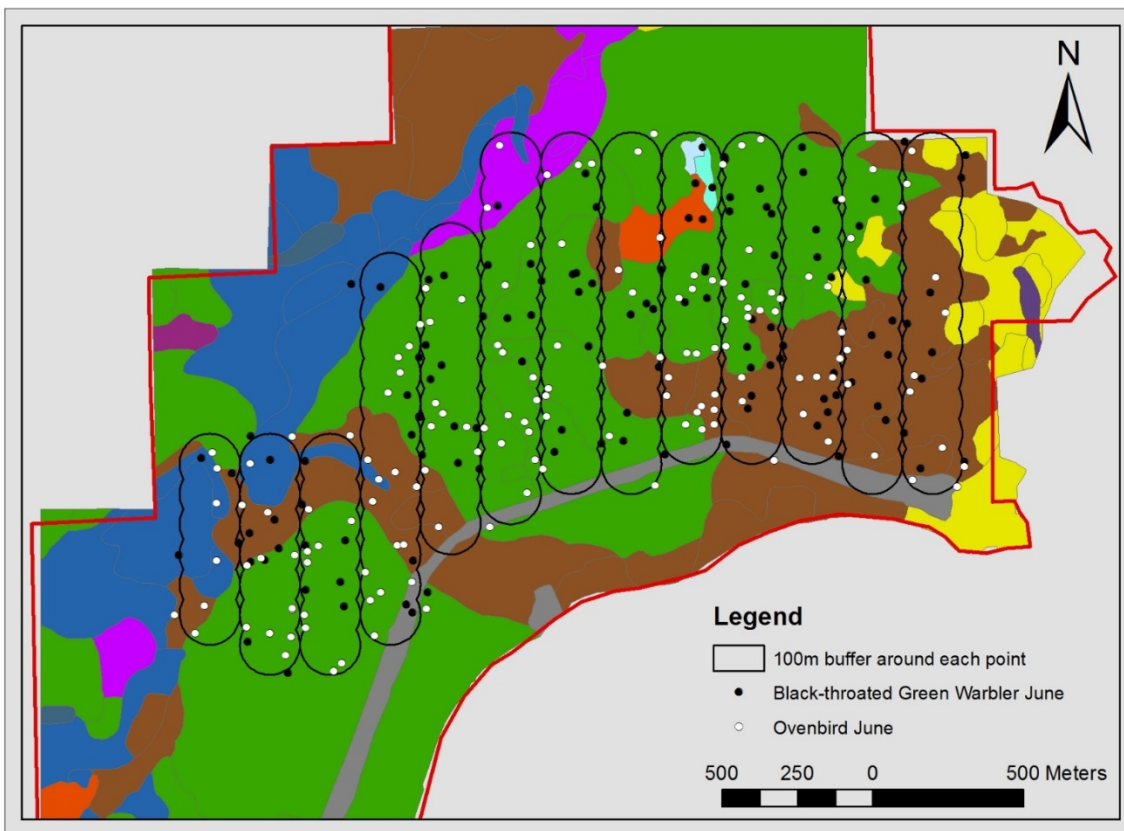 N
Legend
100m buffer around each point
Black-throated Green Warbler June
Ovenbird June
500 250 0 500 Meters